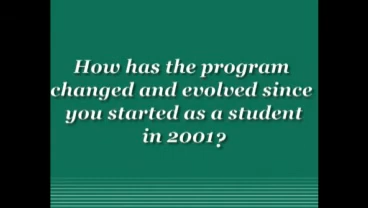 How has the program
changed and evolved since
you started as a student
in 2001?